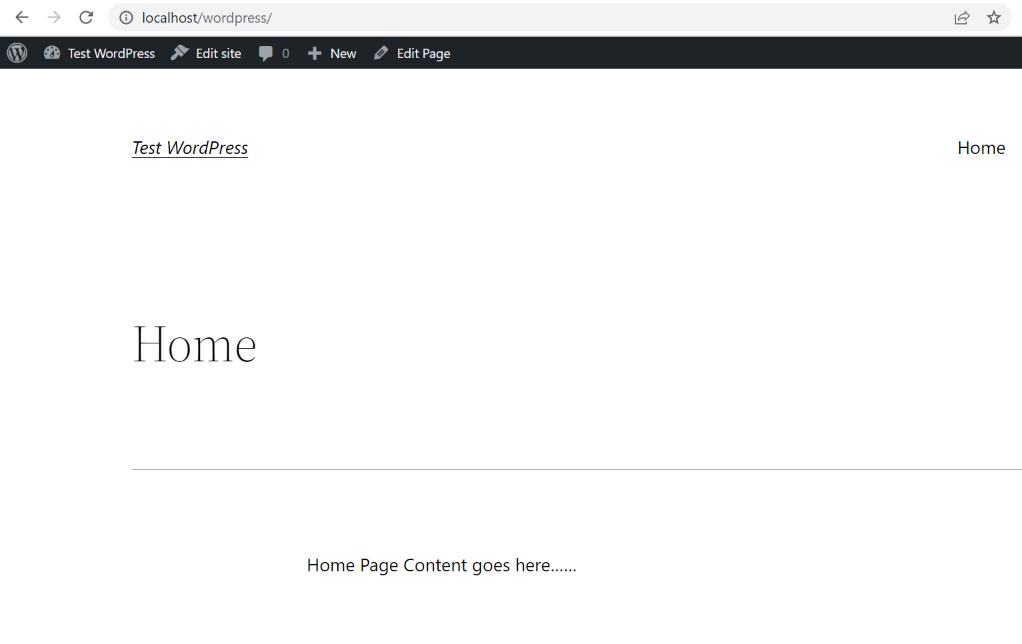 localhost/wordpress/
Test WordPress Edit site 0 New Edit Page
Test WordPress Home
Home
Home Page Content goes here......